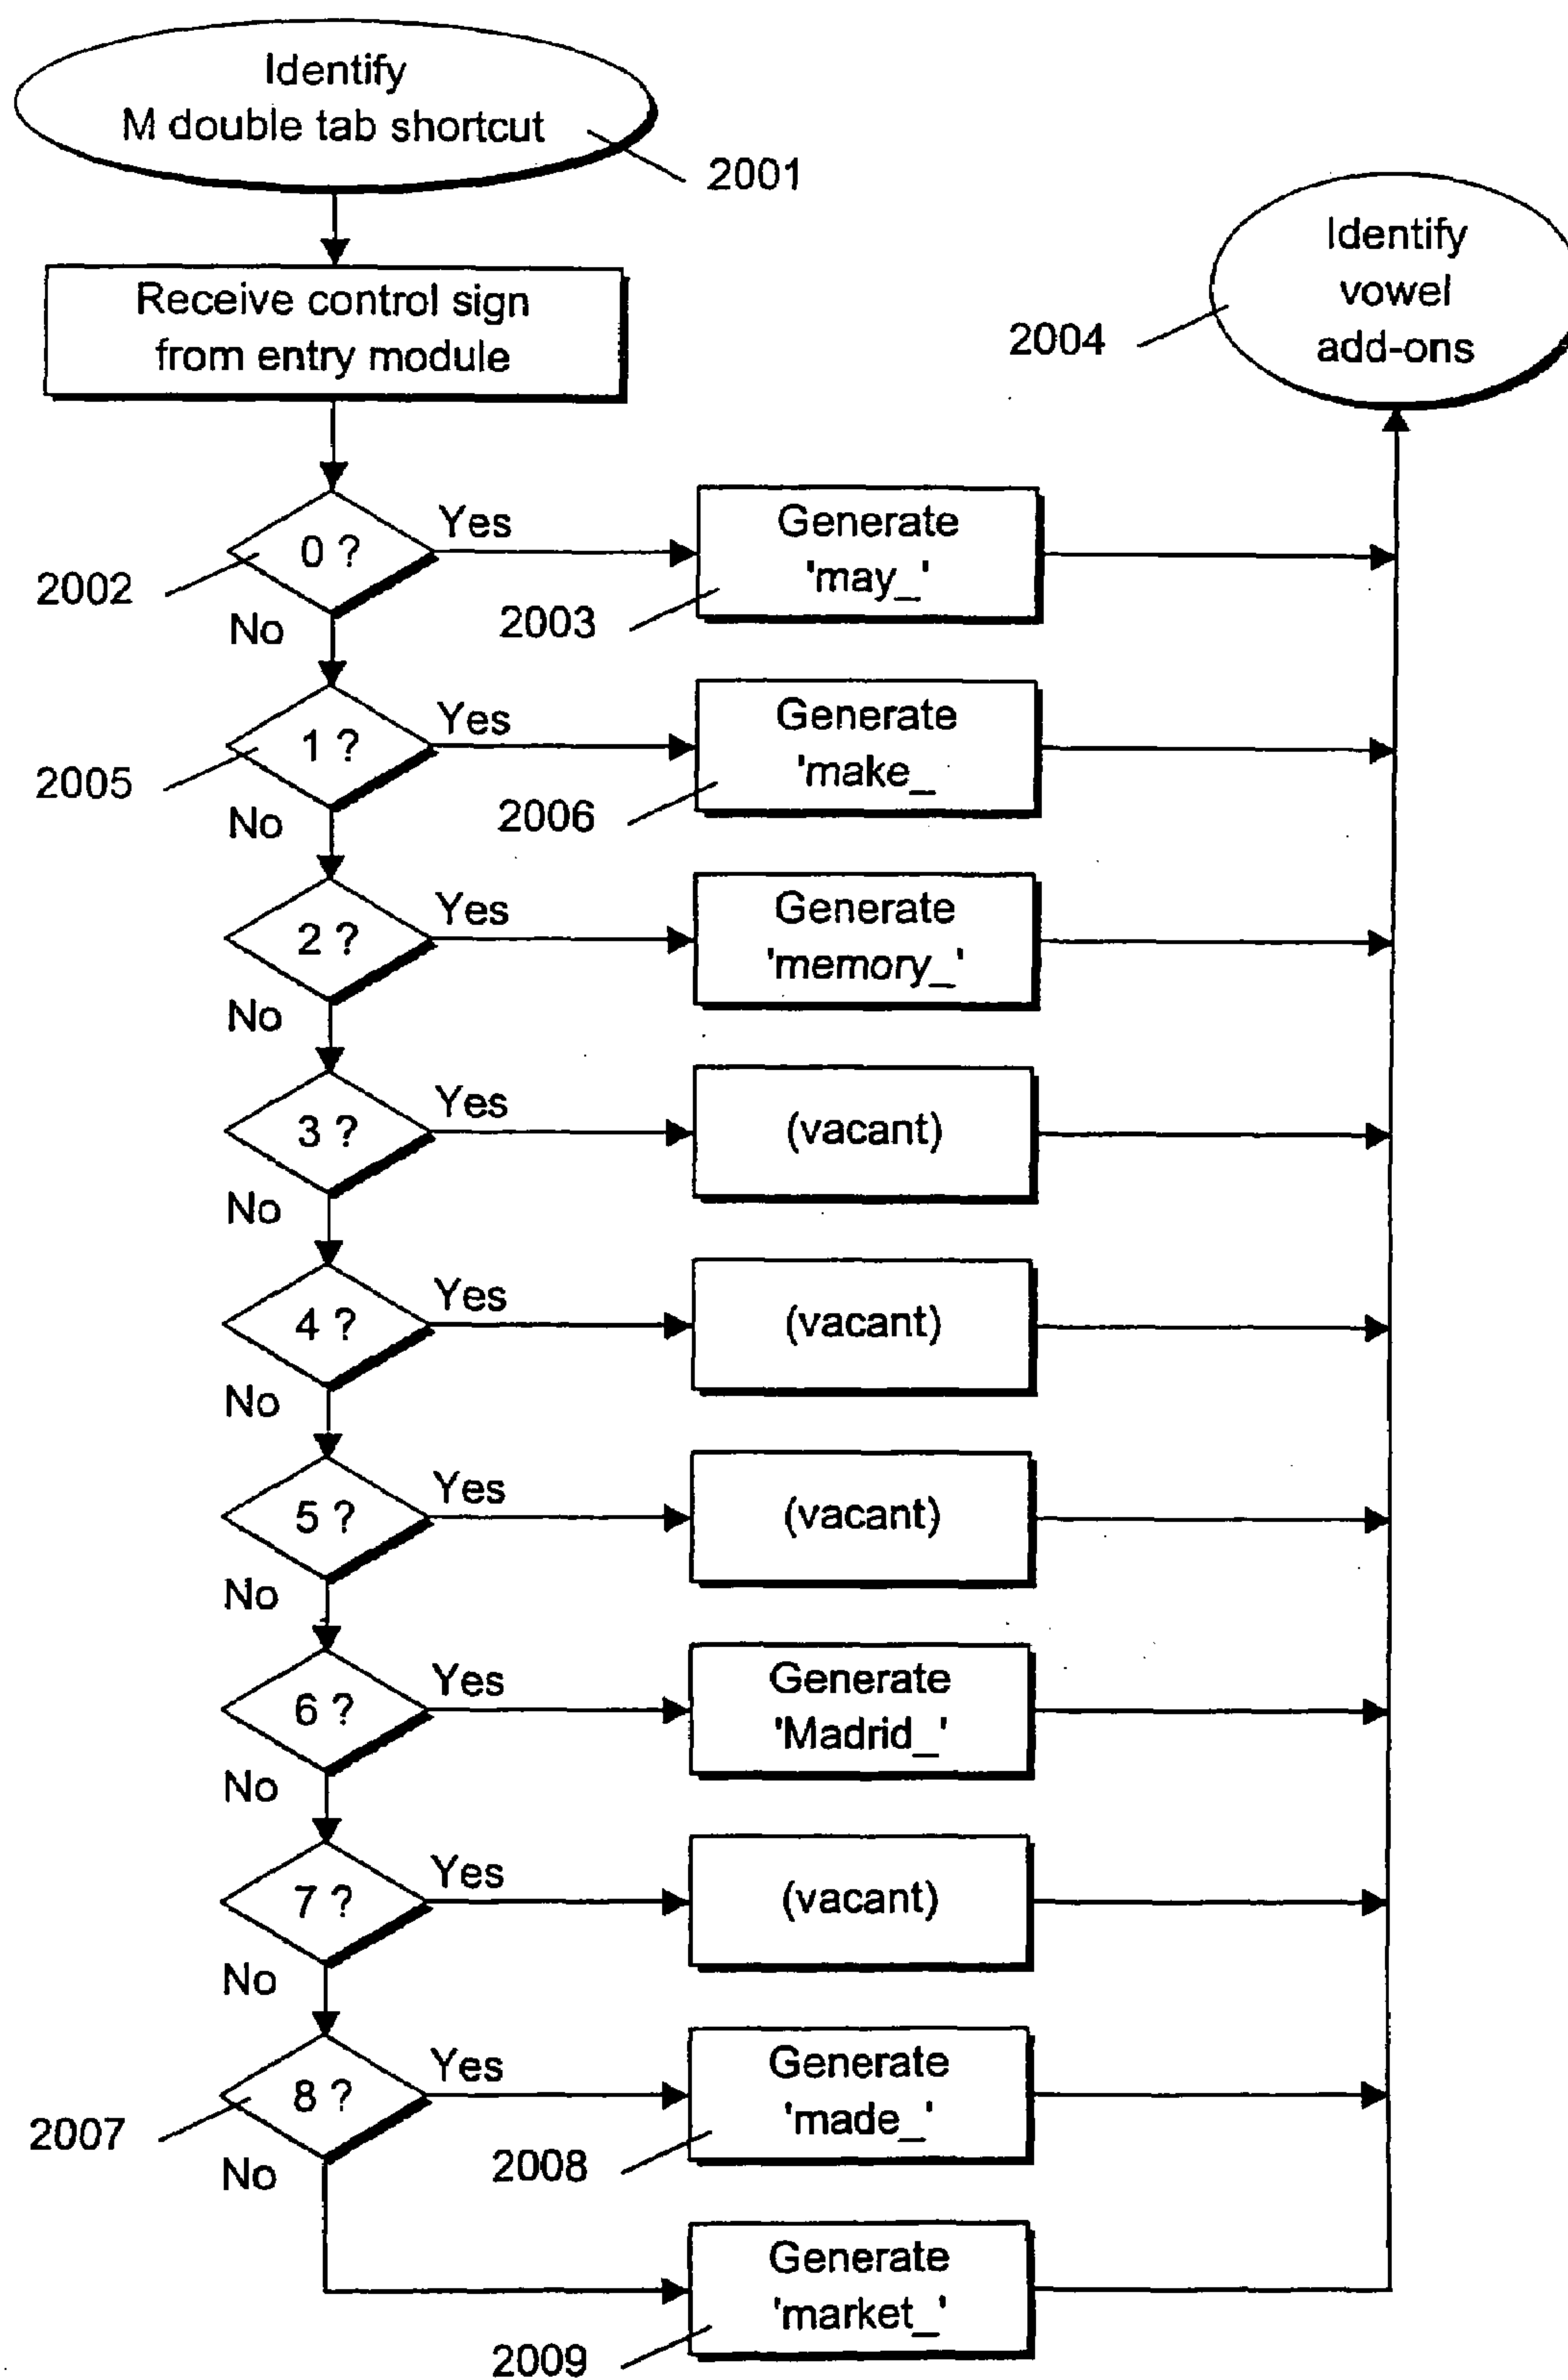 Identify
M double tab shortcut
2001
Receive control sign
from entry module
Identify
vowel
add-ons
2004
0 ?
Yes
No
2002
Generate
'may_'
2003
1 ?
Yes
No
2005
Generate
'make_
2006
2 ?
Yes
No
Generate
'memory_'
3 ?
Yes
No
(vacant)
4 ?
Yes
No
(vacant)
5 ?
Yes
No
(vacant)
6 ?
Yes
No
Generate
'Madrid_'
7 ?
Yes
No
(vacant)
8 ?
Yes
No
2007
Generate
'made_'
2008
Generate
'market_'
2009